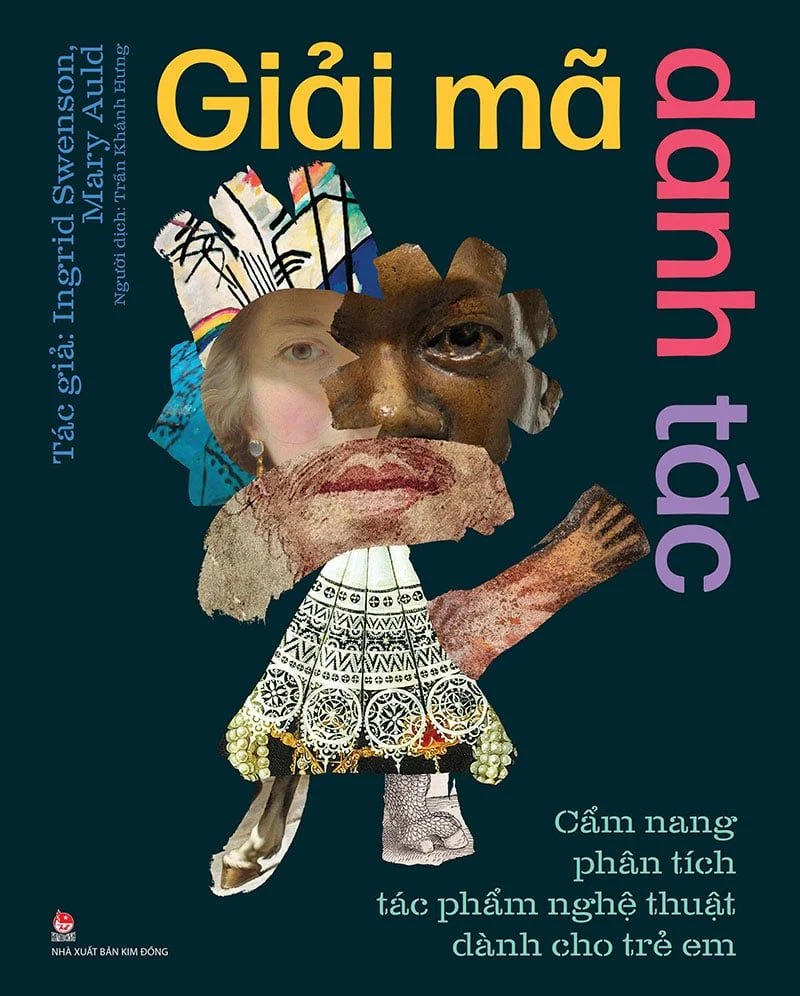 Giải mã
danh tác
Tác giả: Ingrid Swenson,
Mary Auld
Người dịch: Trần Khánh Hưng
Cẩm nang
phân tích
tác phẩm nghệ thuật
dành cho trẻ em
NHÀ XUẤT BẢN KIM ĐỒNG